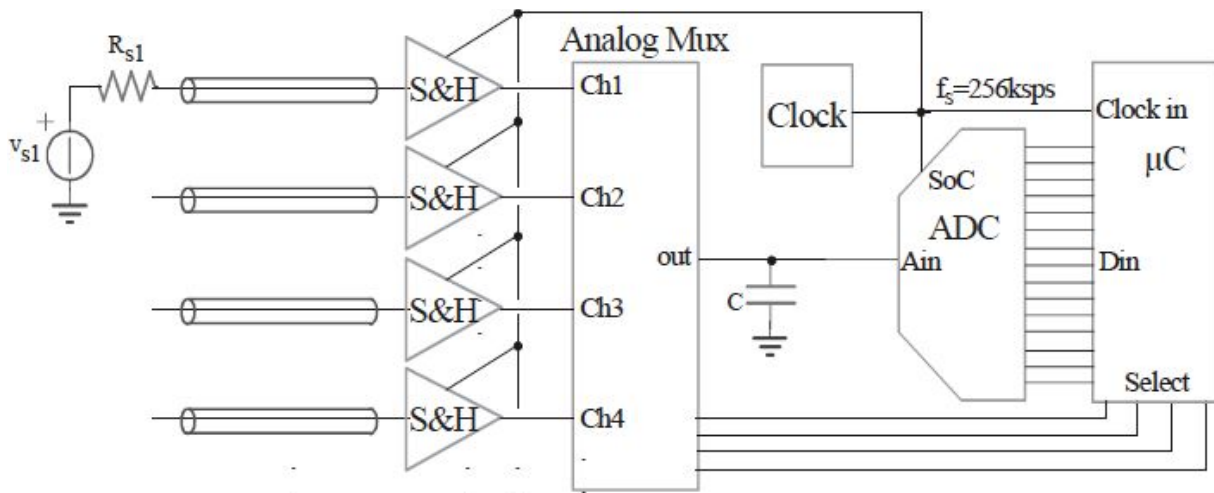 R_s1
v_s1
+
S&H
S&H
S&H
S&H
Analog Mux
Ch1
Ch2
Ch3
Ch4
out
C
Clock
f_s=256ksps
SoC
ADC
Ain
Clock in
μC
Din
Select